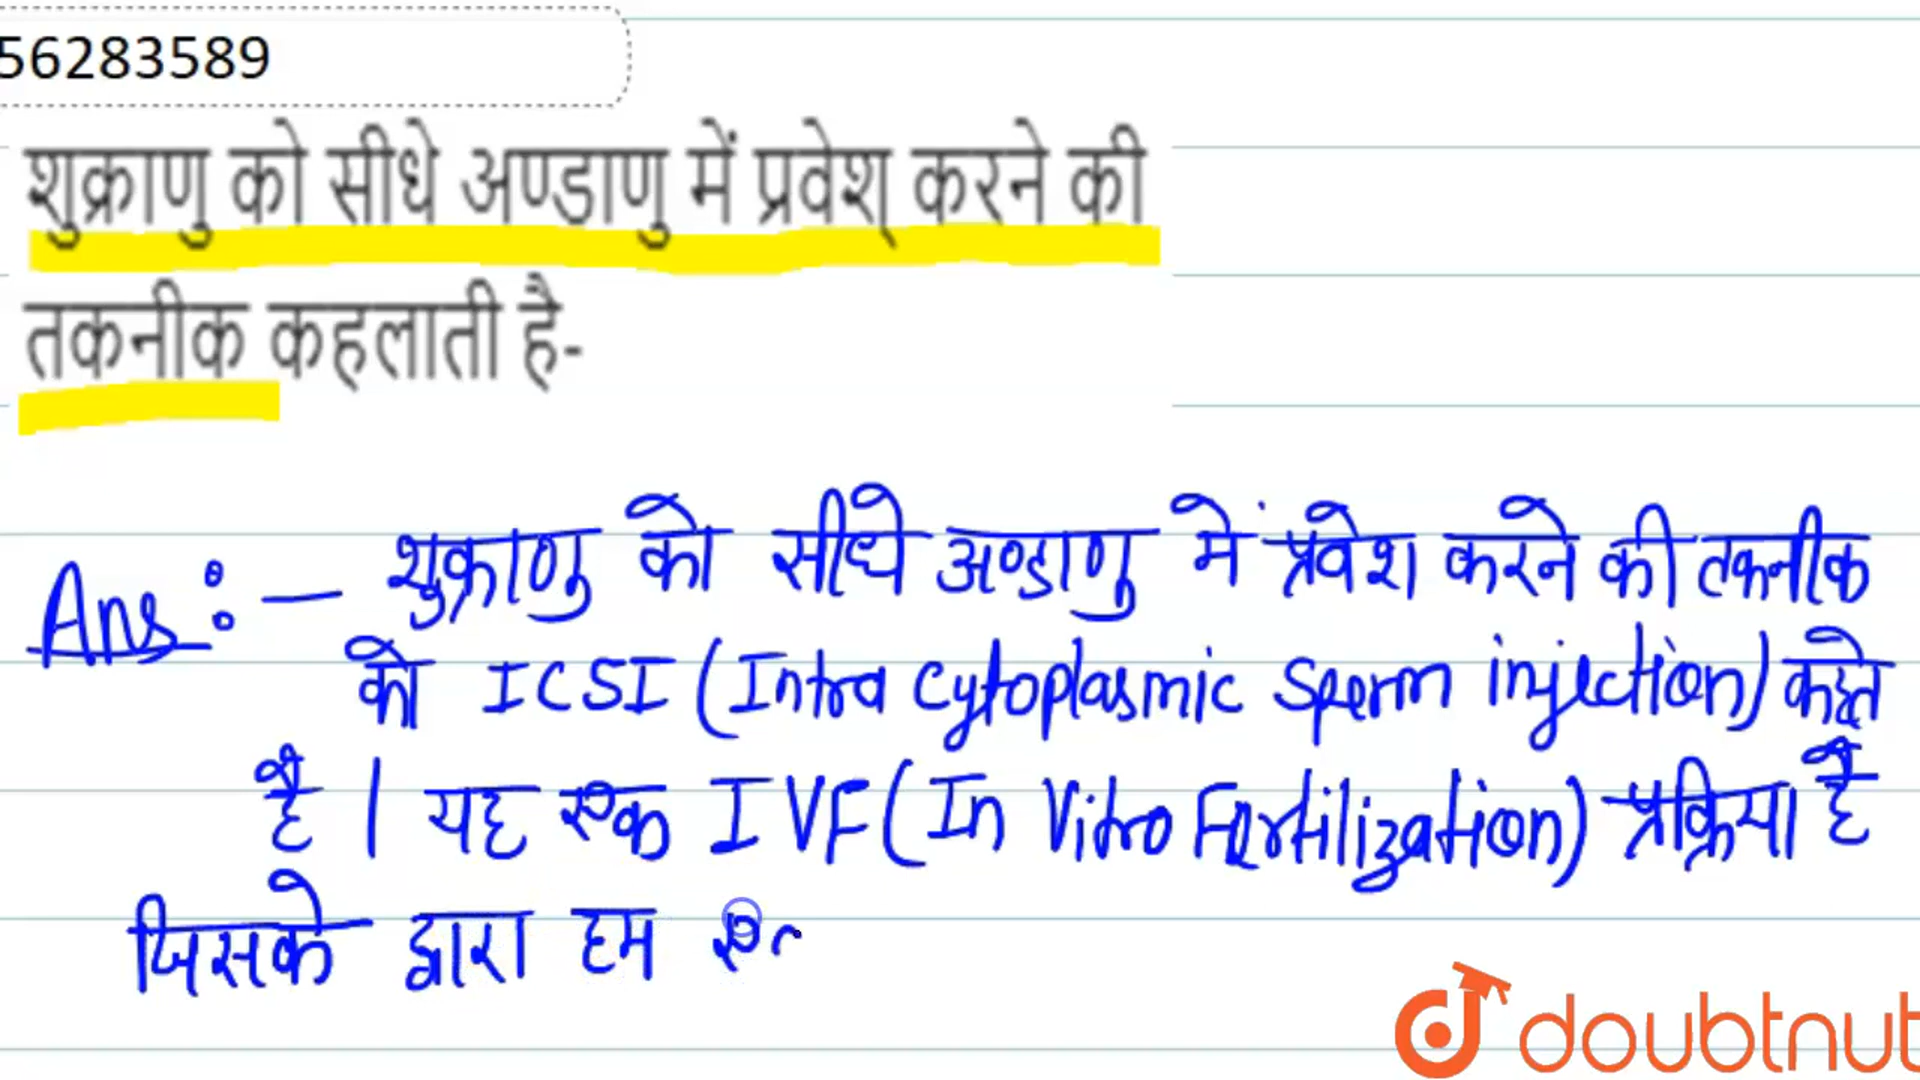 56283589
शुक्राणु को सीधे अण्डाणु में प्रवेश् करने की
तकनीक कहलाती है-
Ans :- शुक्राणु को सीधे अण्डाणु में प्रवेश करने की तकनीक
को ICSI (Intra Cytoplasmic Sperm injection) कहते
है | यह एक IVF (In Vitro Fertilization) प्रक्रिया है
जिसके द्वारा हम
doubtnut